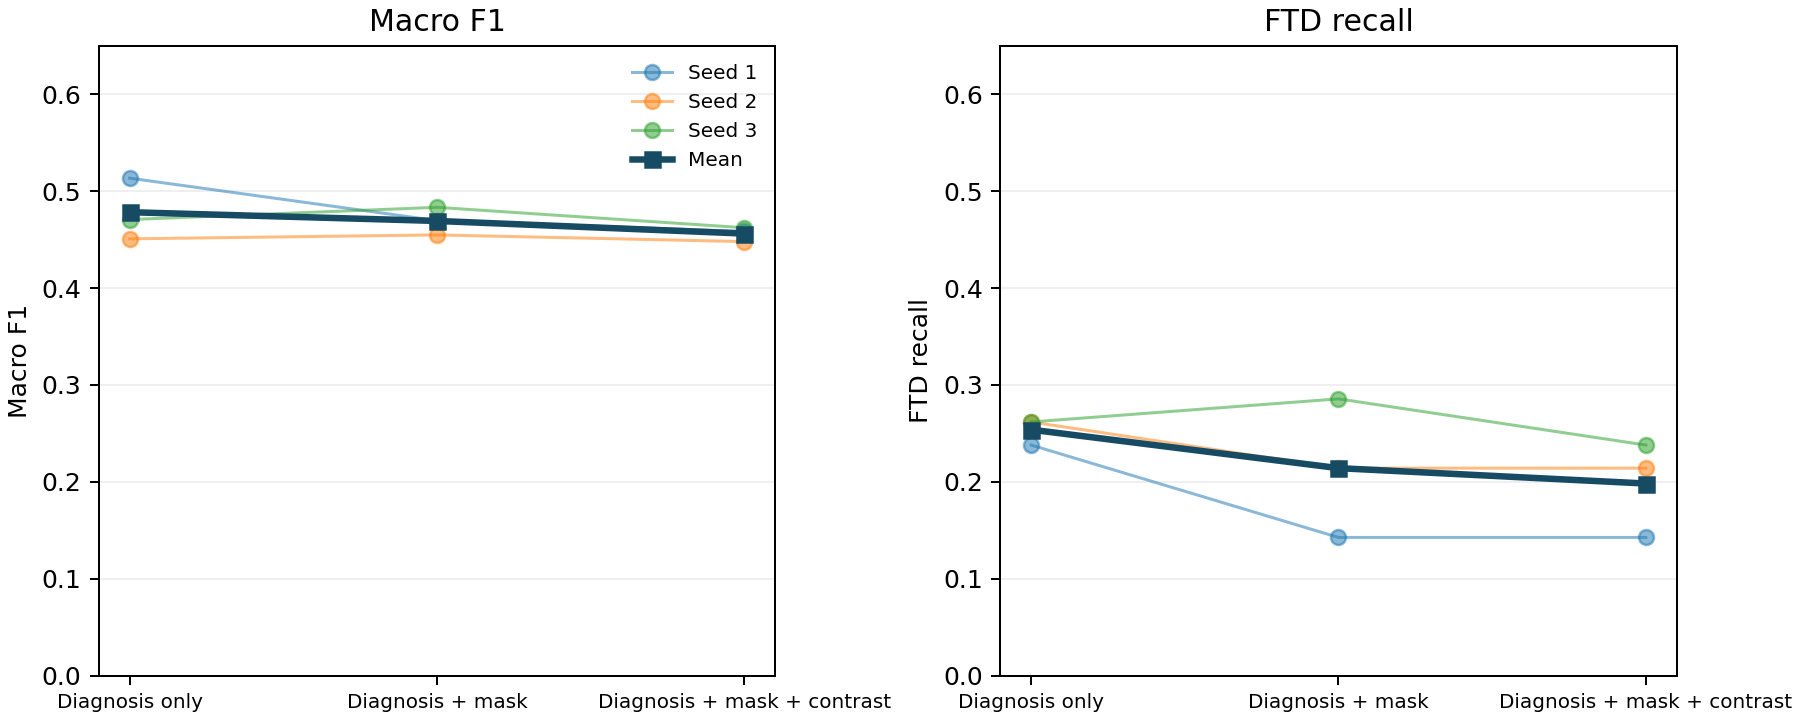 Macro F1
Macro F1
0.6
0.5
0.4
0.3
0.2
0.1
0.0
Seed 1
Seed 2
Seed 3
Mean
Diagnosis only
Diagnosis + mask
Diagnosis + mask + contrast
FTD recall
FTD recall
0.6
0.5
0.4
0.3
0.2
0.1
0.0
Diagnosis only
Diagnosis + mask
Diagnosis + mask + contrast